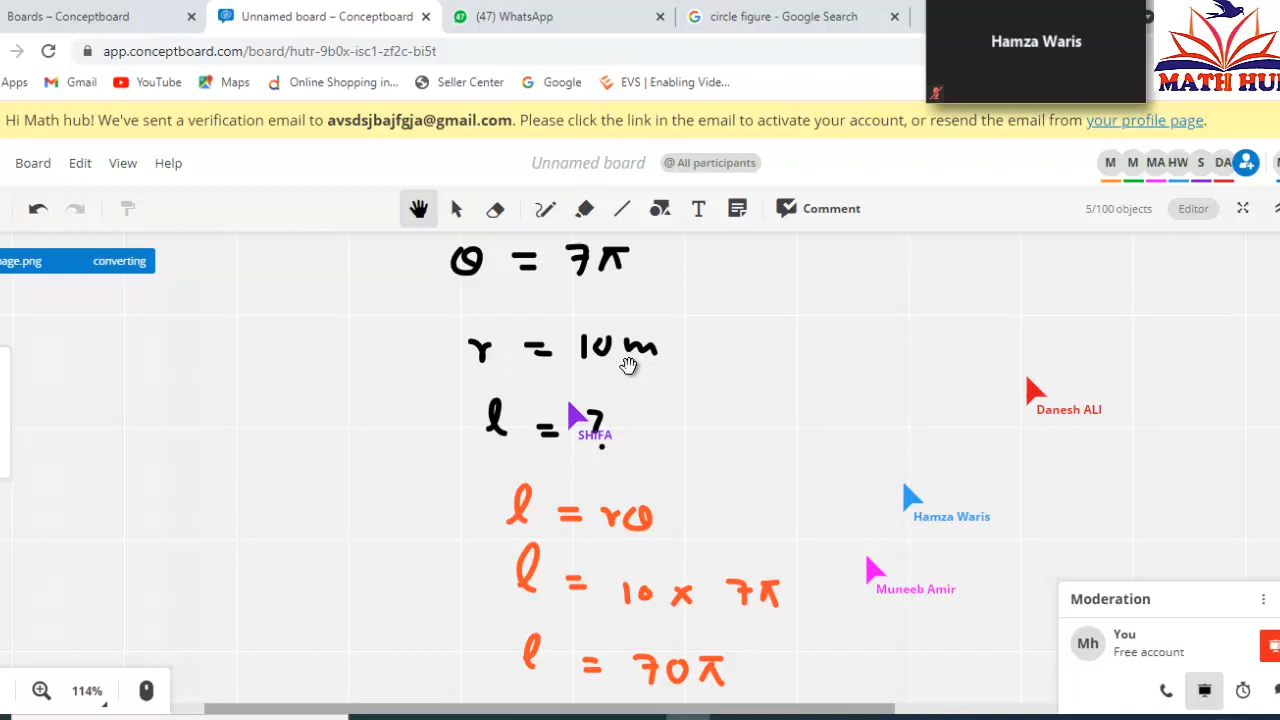 Boards – Conceptboard
Unnamed board – Conceptboard
(47) WhatsApp
circle figure - Google Search
Hamza Waris
MATH HUB
app.conceptboard.com/board/hutr-9b0x-isc1-zf2c-bi5t
Apps
Gmail
YouTube
Maps
Online Shopping in...
Seller Center
Google
EVS | Enabling Vide...
Hi Math hub! We've sent a verification email to avsdsjbajfgja@gmail.com. Please click the link in the email to activate your account, or resend the email from your profile page.
Board Edit View Help
Unnamed board
@ All participants
M M MA HW S DA
Comment
5/100 objects
Editor
nage.png converting
θ = 7π
r = 10m
l = ?
SHIFA
Danesh ALI
l = rθ
Hamza Waris
l = 10 x 7π
Muneeb Amir
l = 70π
Moderation
Mh
You
Free account
114%